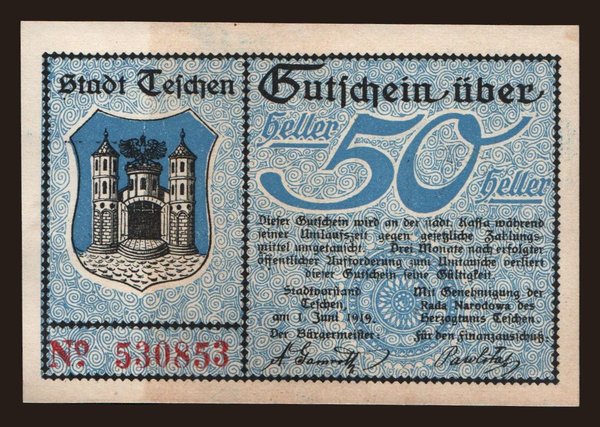 Stadt Teschen
Gutschein über
Heller 50 Heller
Dieser Gutschein wird an der städt. Kassa während
seiner Umlaufszeit gegen gesetzliche Zahlungs-
mittel umgetauscht. Drei Monate nach erfolgter
öffentlicher Aufforderung zum Umtausche verliert
dieser Gutschein seine Gültigkeit.
Stadtvorstand
Teschen,
am 1. Juni 1919.
Der Bürgermeister:
Mit Genehmigung der
Rada Narodowa des
Herzogtums Teschen.
Für den Finanzausschuß:
No 530853